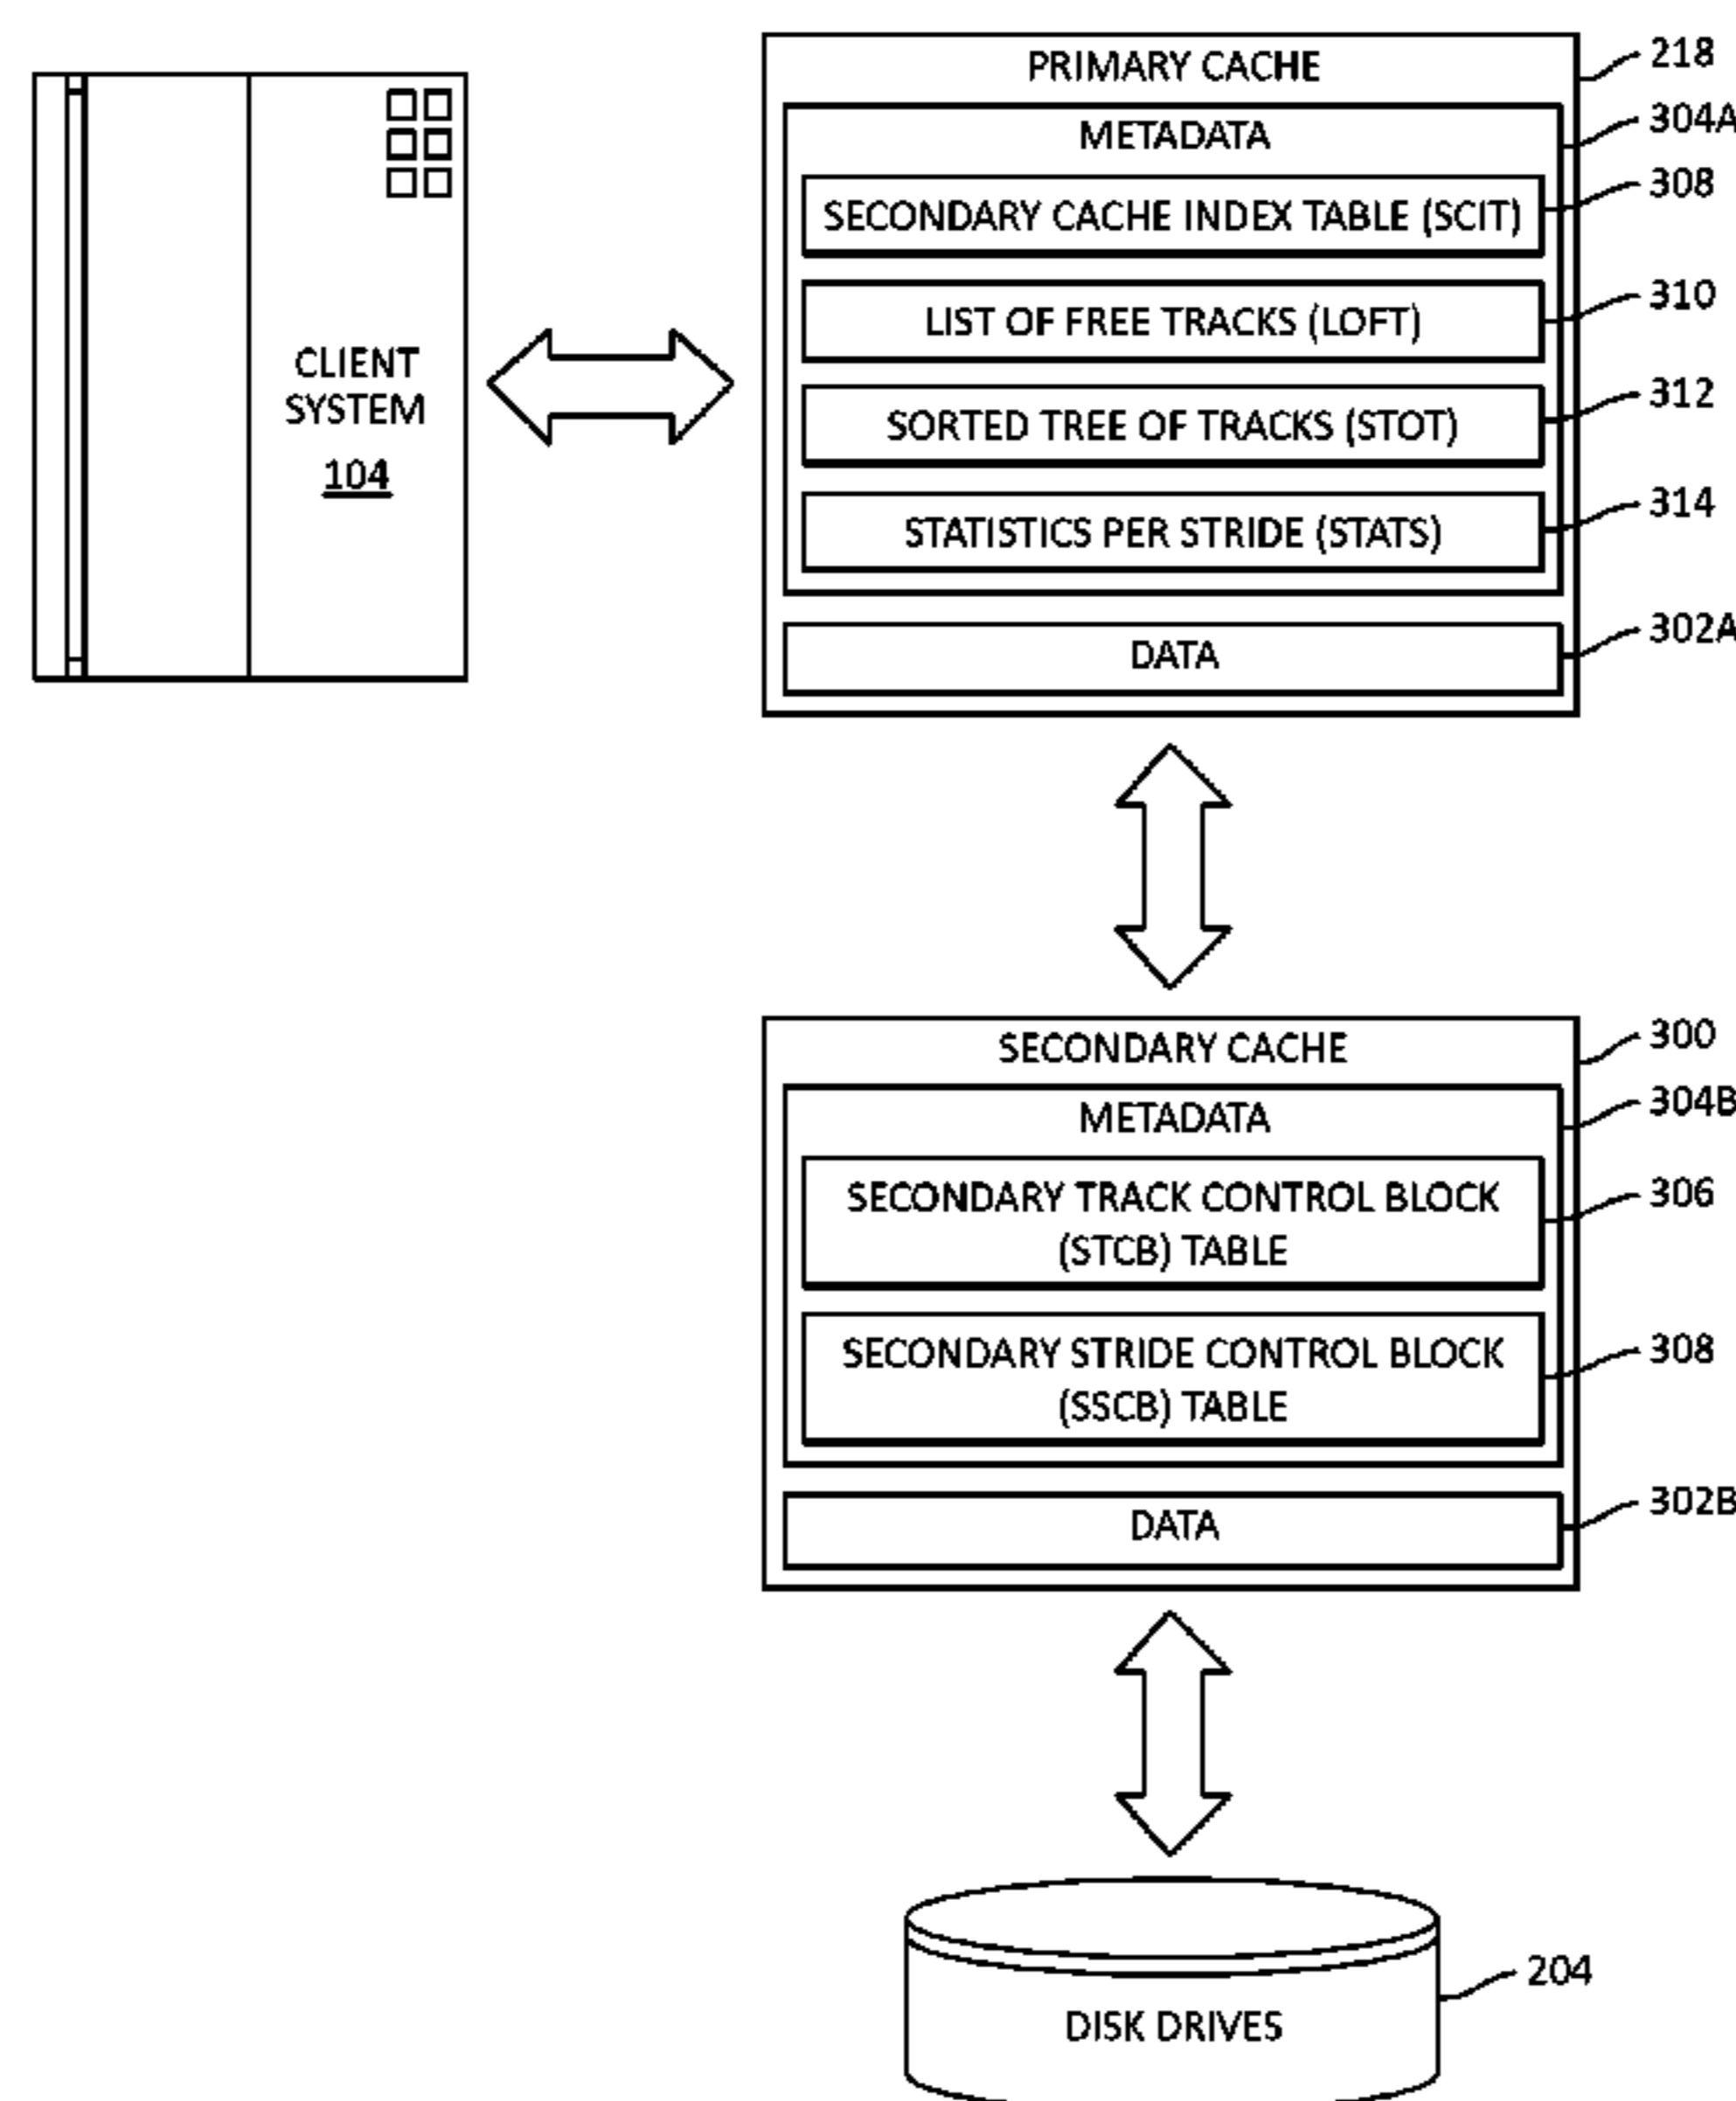 PRIMARY CACHE
218
METADATA
304A
SECONDARY CACHE INDEX TABLE (SCIT)
308
LIST OF FREE TRACKS (LOFT)
310
SORTED TREE OF TRACKS (STOT)
312
STATISTICS PER STRIDE (STATS)
314
DATA
302A
CLIENT
SYSTEM
104
SECONDARY CACHE
300
METADATA
304B
SECONDARY TRACK CONTROL BLOCK
(STCB) TABLE
306
SECONDARY STRIDE CONTROL BLOCK
(SSCB) TABLE
308
DATA
302B
DISK DRIVES
204